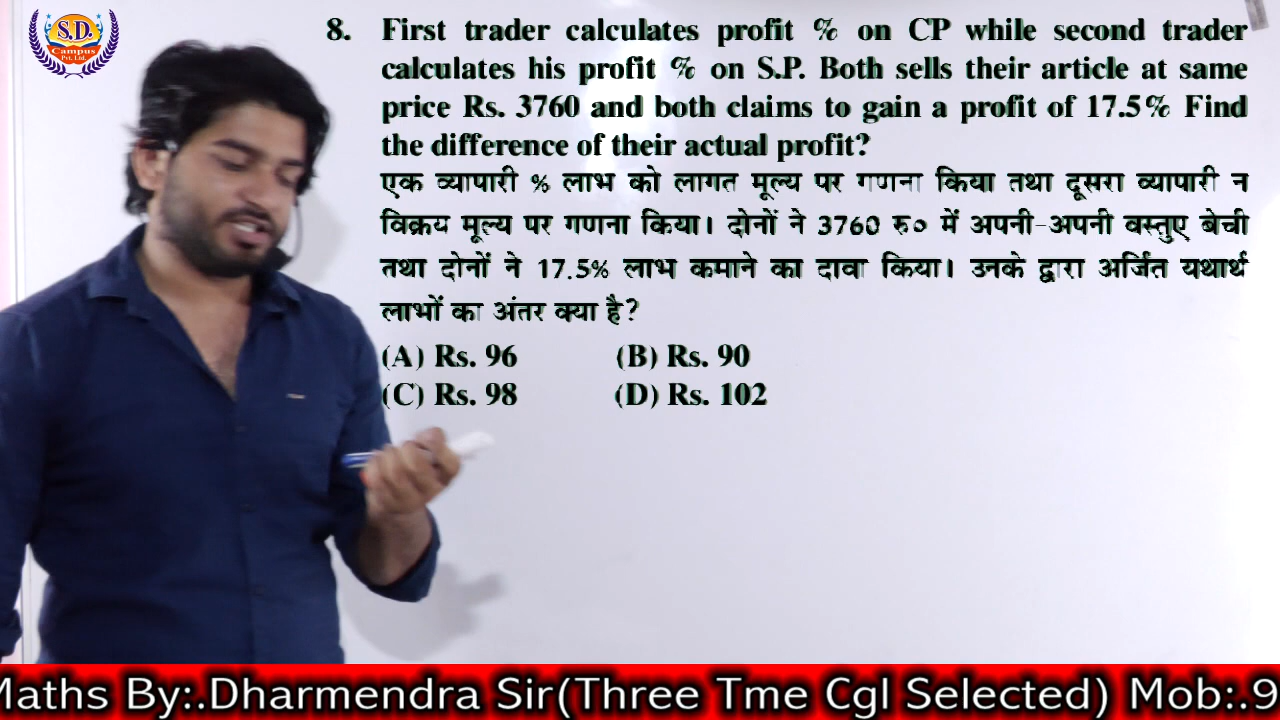 S.D.
Campus
Pvt. Ltd.
8. First trader calculates profit % on CP while second trader
calculates his profit % on S.P. Both sells their article at same
price Rs. 3760 and both claims to gain a profit of 17.5% Find
the difference of their actual profit?
एक व्यापारी % लाभ को लागत मूल्य पर गणना किया तथा दूसरा व्यापारी न
विक्रय मूल्य पर गणना किया। दोनों ने 3760 रु० में अपनी-अपनी वस्तुए बेची
तथा दोनों ने 17.5% लाभ कमाने का दावा किया। उनके द्वारा अर्जित यथार्थ
लाभों का अंतर क्या है?
(A) Rs. 96 (B) Rs. 90
(C) Rs. 98 (D) Rs. 102
Maths By:.Dharmendra Sir(Three Tme Cgl Selected) Mob:.9